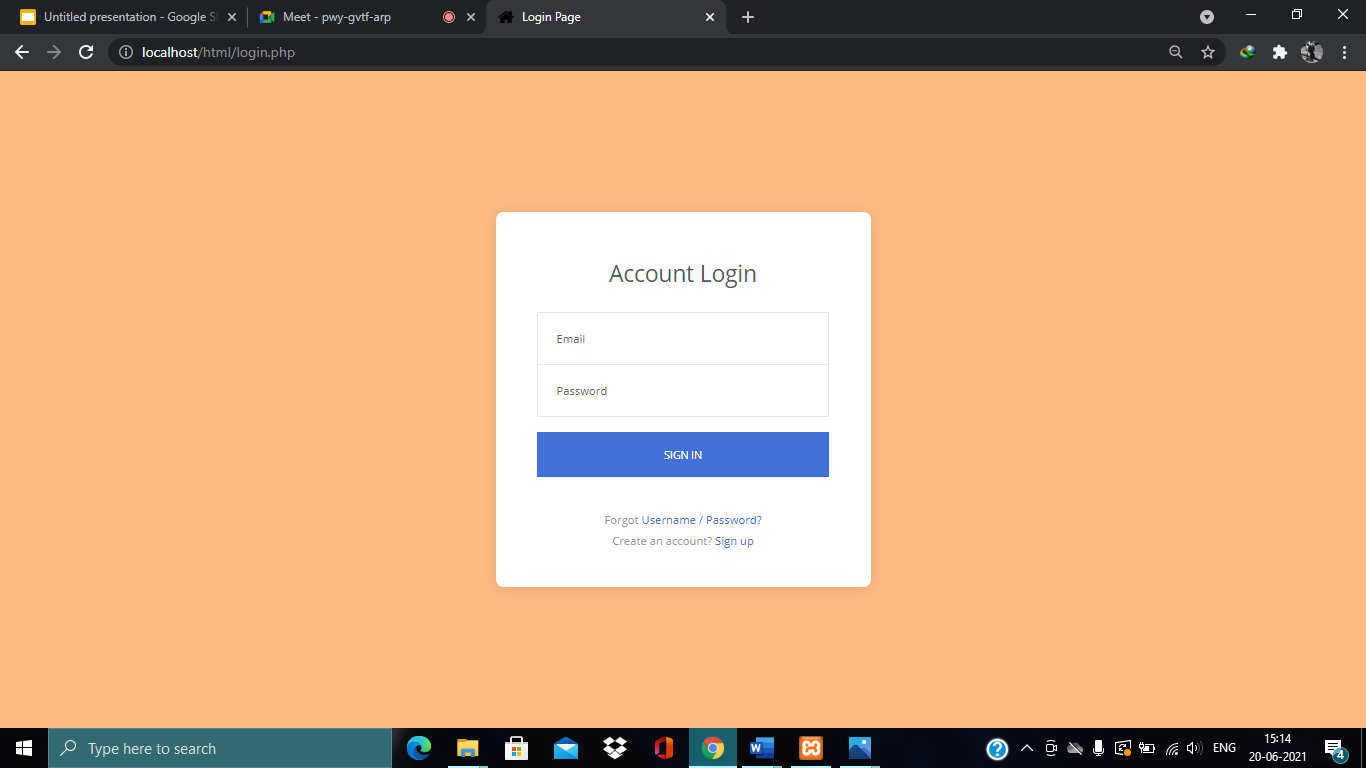 Untitled presentation - Google Sl
Meet - pwy-gvtf-arp
Login Page
localhost/html/login.php
Account Login
Email
Password
SIGN IN
Forgot Username / Password?
Create an account? Sign up
Type here to search
ENG
15:14
20-06-2021
4